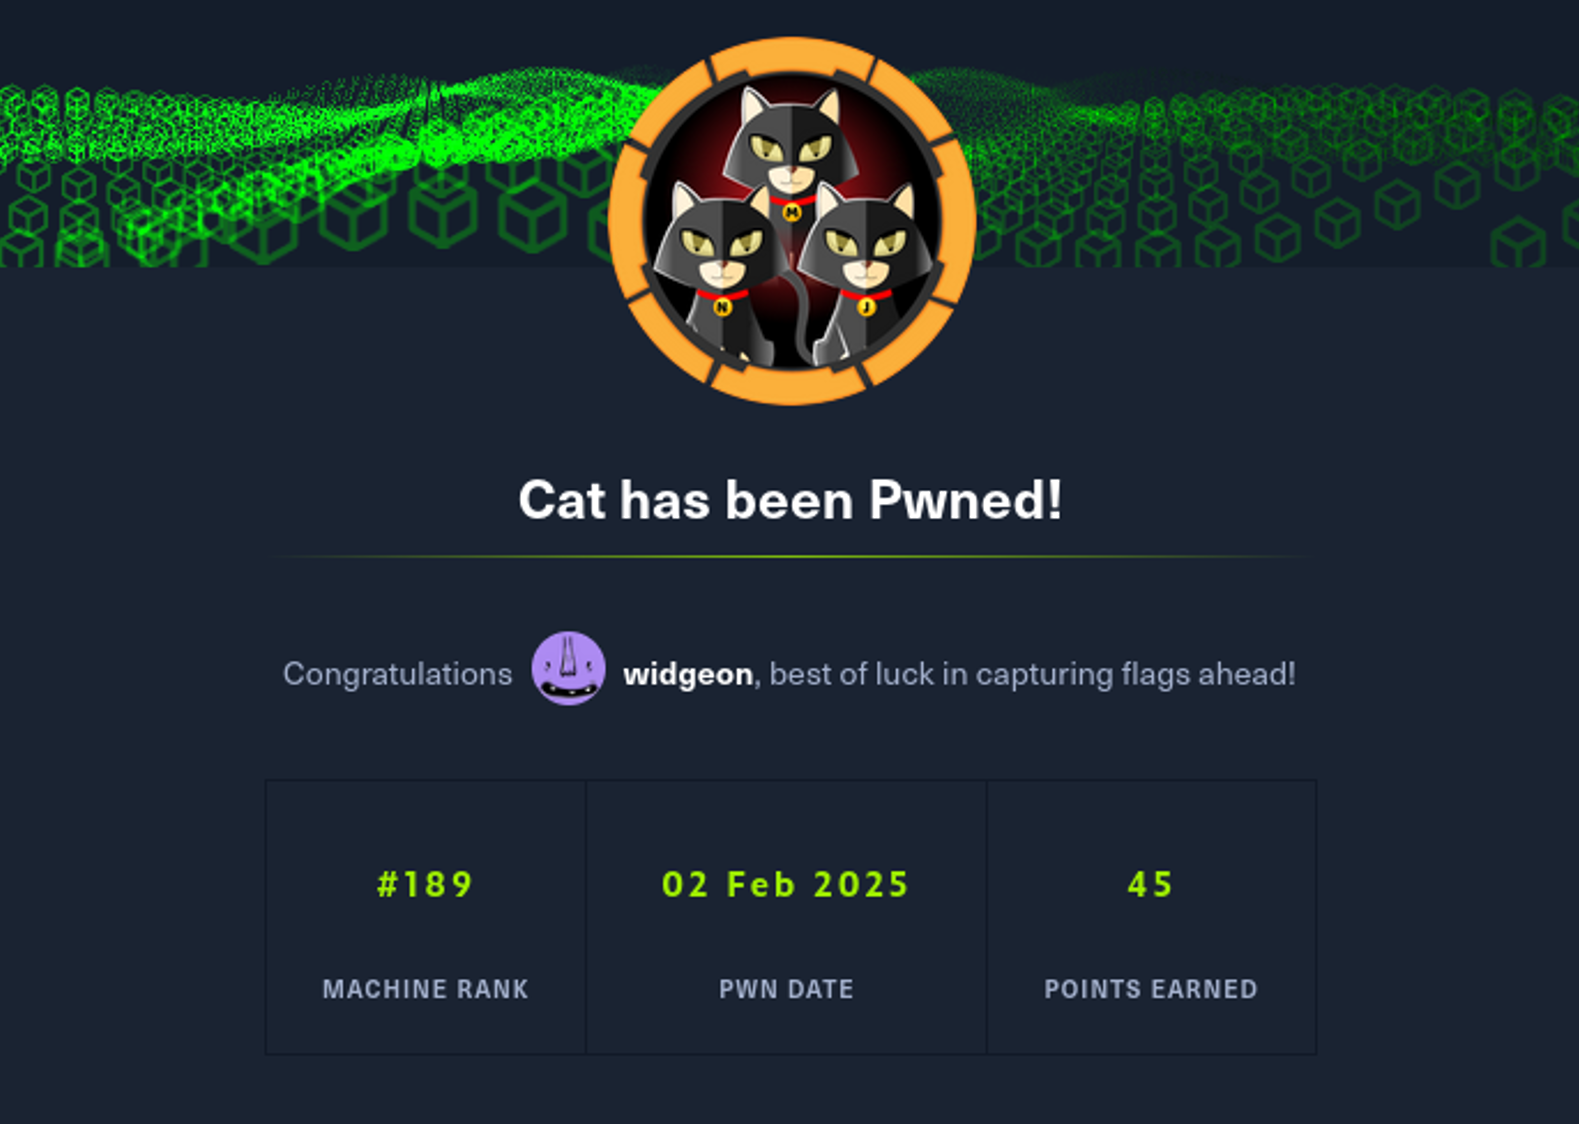 M
N J
Cat has been Pwned!
Congratulations widgeon, best of luck in capturing flags ahead!
#189 02 Feb 2025 45
MACHINE RANK PWN DATE POINTS EARNED